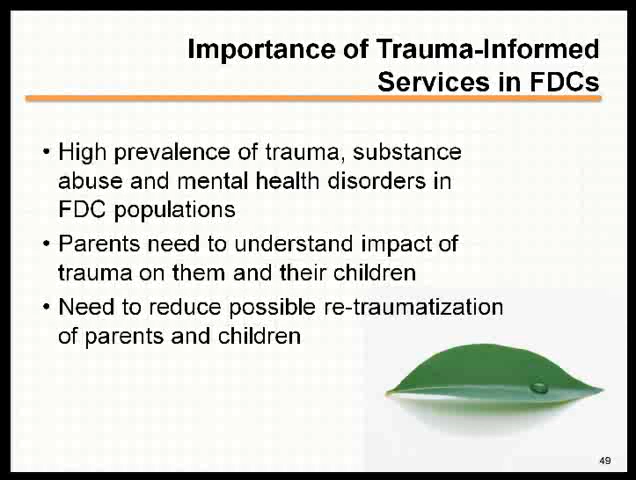 Importance of Trauma-Informed
Services in FDCs
• High prevalence of trauma, substance
abuse and mental health disorders in
FDC populations
• Parents need to understand impact of
trauma on them and their children
• Need to reduce possible re-traumatization
of parents and children
49